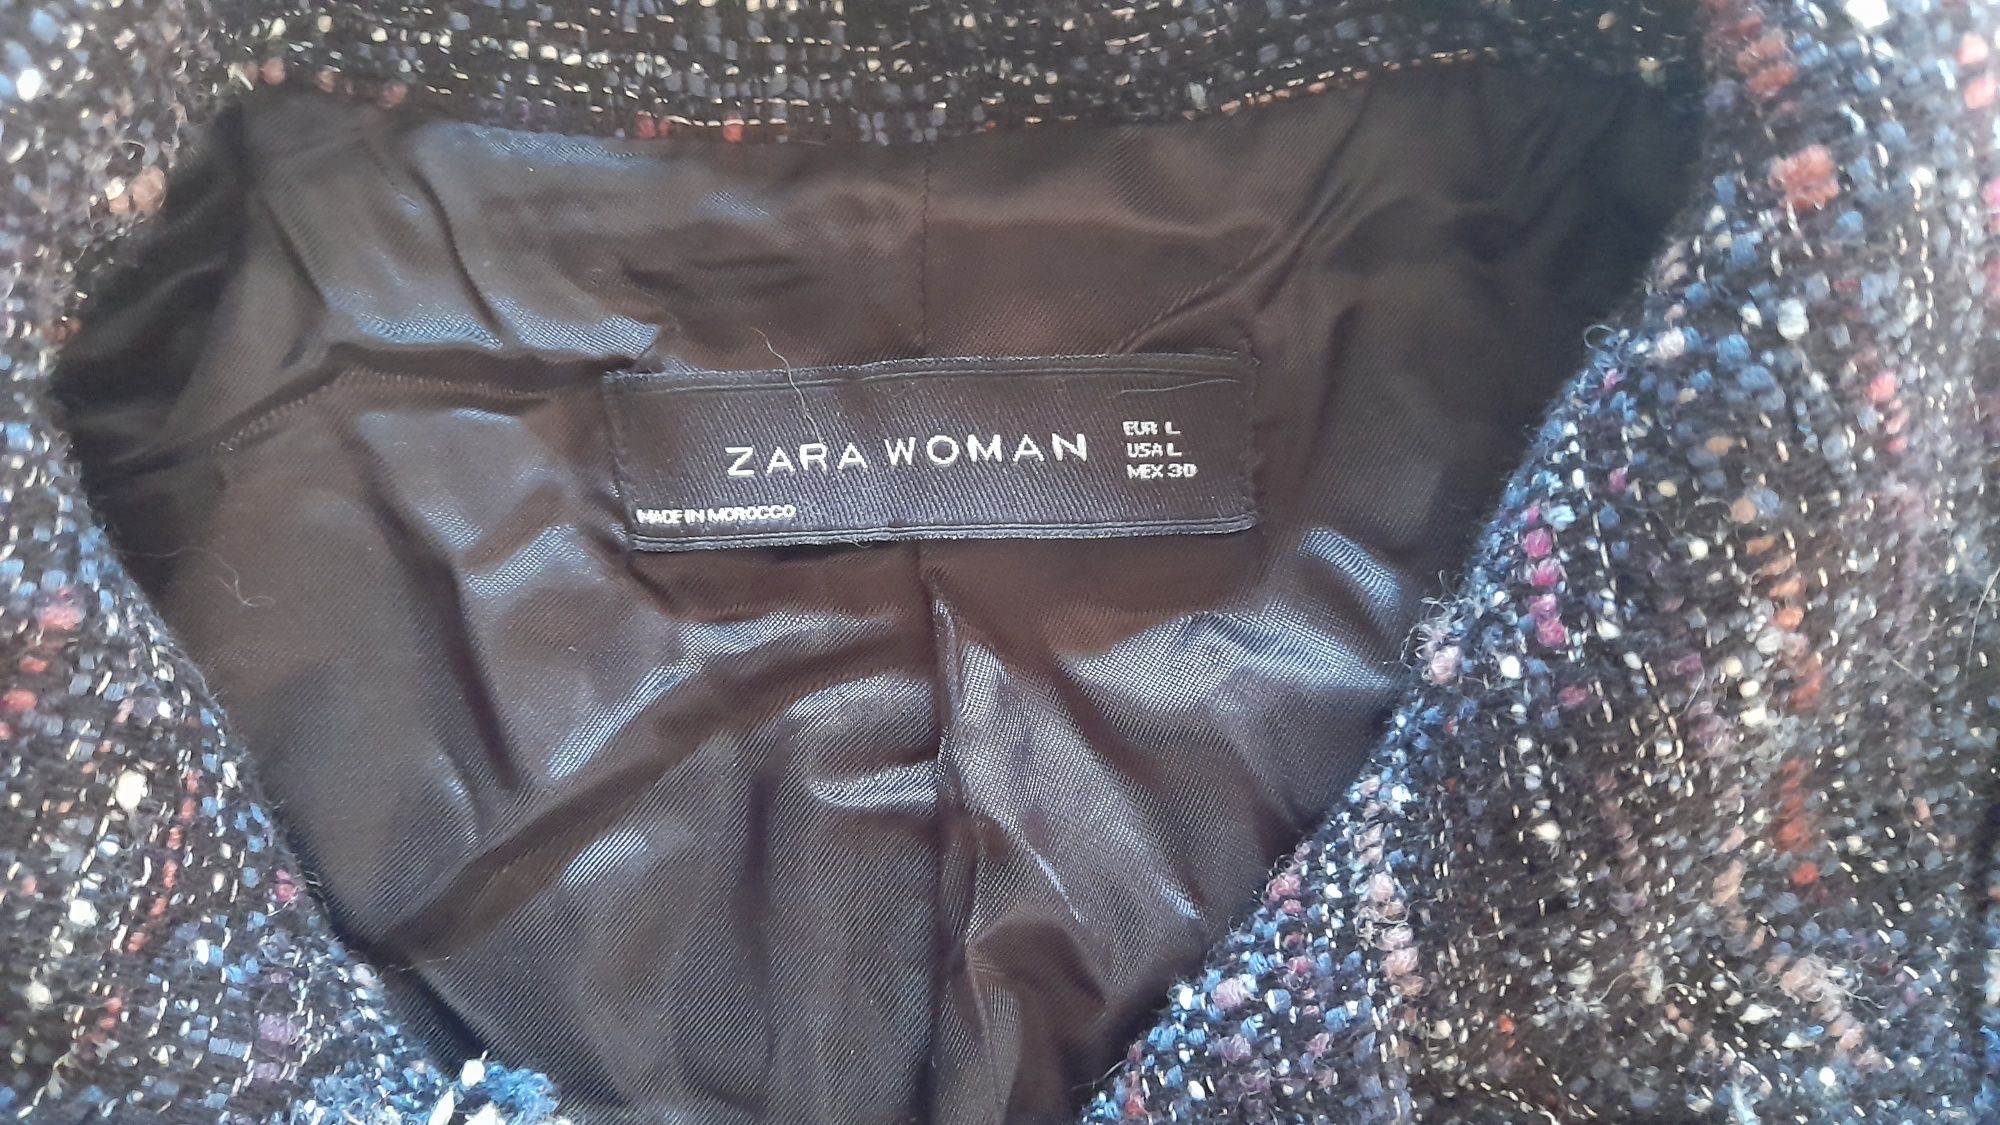 ZARA WOMAN
EUR L
USA L
MEX 30
MADE IN MOROCCO